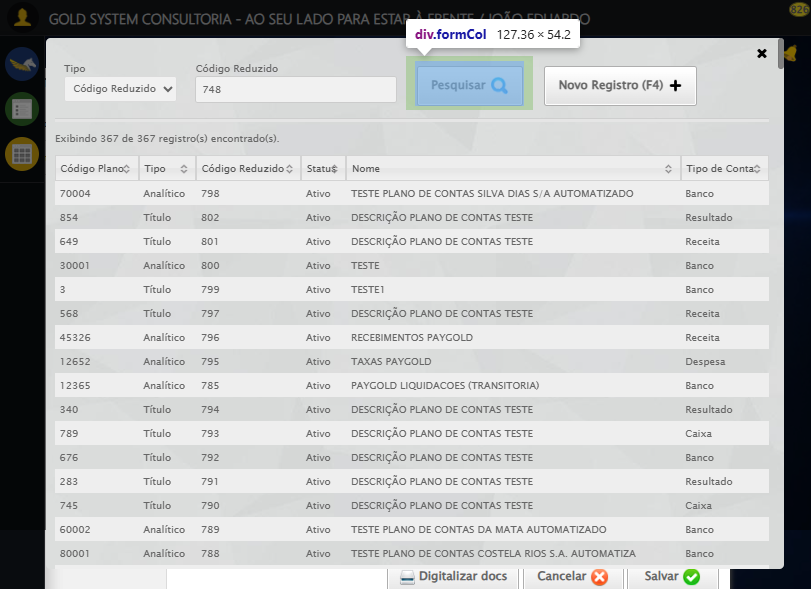 GOLD SYSTEM CONSULTORIA - AO SEU LADO PARA ESTAR À FRENTE / JOÃO EDUARDO
826
div.formCol 127.36 × 54.2
Tipo
Código Reduzido
Código Reduzido
748
Pesquisar
Novo Registro (F4)
Exibindo 367 de 367 registro(s) encontrado(s).
Código Plano Tipo Código Reduzido Status Nome Tipo de Conta
70004 Analítico 798 Ativo TESTE PLANO DE CONTAS SILVA DIAS S/A AUTOMATIZADO Banco
854 Título 802 Ativo DESCRIÇÃO PLANO DE CONTAS TESTE Resultado
649 Título 801 Ativo DESCRIÇÃO PLANO DE CONTAS TESTE Receita
30001 Analítico 800 Ativo TESTE Banco
3 Título 799 Ativo TESTE1 Banco
568 Título 797 Ativo DESCRIÇÃO PLANO DE CONTAS TESTE Receita
45326 Analítico 796 Ativo RECEBIMENTOS PAYGOLD Receita
12652 Analítico 795 Ativo TAXAS PAYGOLD Despesa
12365 Analítico 785 Ativo PAYGOLD LIQUIDACOES (TRANSITORIA) Banco
340 Título 794 Ativo DESCRIÇÃO PLANO DE CONTAS TESTE Resultado
789 Título 793 Ativo DESCRIÇÃO PLANO DE CONTAS TESTE Caixa
676 Título 792 Ativo DESCRIÇÃO PLANO DE CONTAS TESTE Banco
283 Título 791 Ativo DESCRIÇÃO PLANO DE CONTAS TESTE Resultado
745 Título 790 Ativo DESCRIÇÃO PLANO DE CONTAS TESTE Caixa
60002 Analítico 789 Ativo TESTE PLANO DE CONTAS DA MATA AUTOMATIZADO Banco
80001 Analítico 788 Ativo TESTE PLANO DE CONTAS COSTELA RIOS S.A. AUTOMATIZA Banco
Digitalizar docs Cancelar Salvar